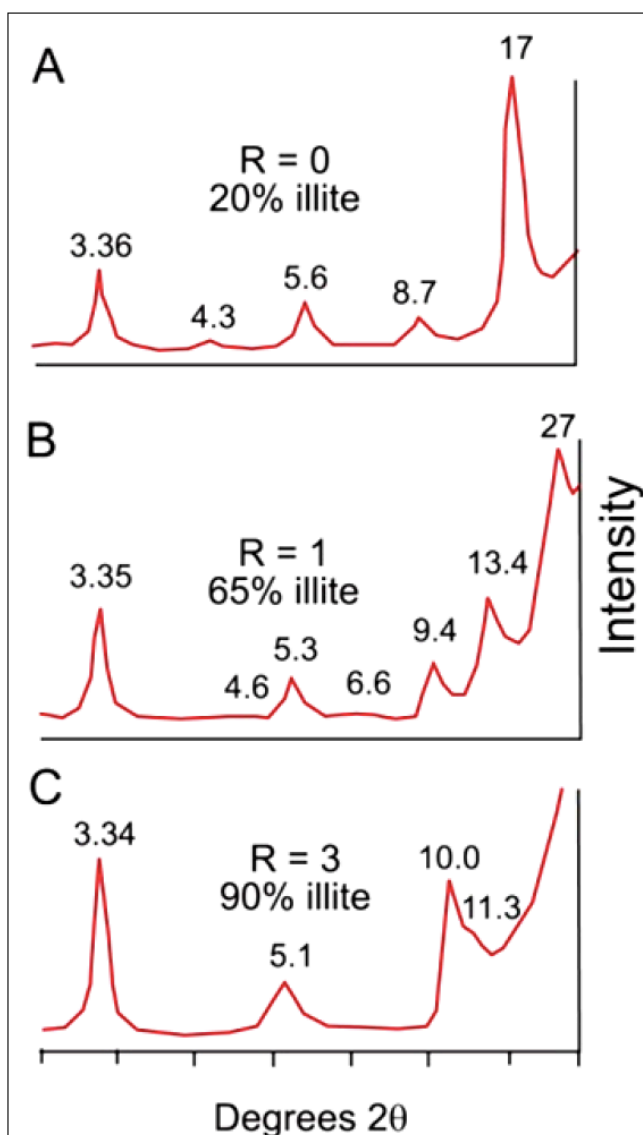 A
17
R = 0
20% illite
3.36
4.3
5.6
8.7
B
27
R = 1
65% illite
3.35
4.6
5.3
6.6
9.4
13.4
Intensity
C
3.34
R = 3
90% illite
5.1
10.0
11.3
Degrees 2θ